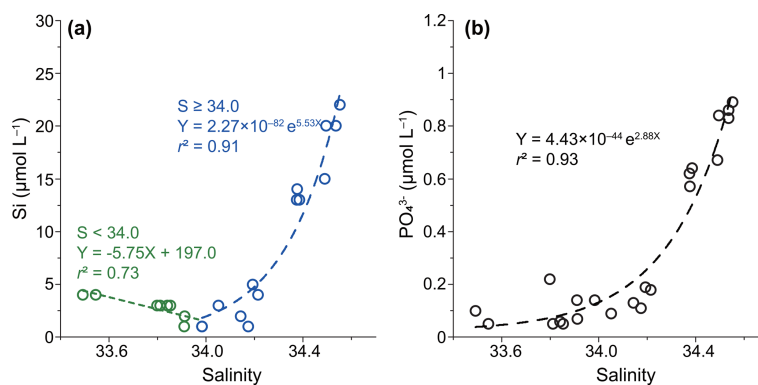 (a)
30
25
20
15
10
5
0
Si (μmol L⁻¹)
S ≥ 34.0
Y = 2.27×10⁻⁸² e⁵·⁵³ˣ
r² = 0.91
S < 34.0
Y = -5.75X + 197.0
r² = 0.73
33.6 34.0 34.4
Salinity
(b)
1.2
1
0.8
0.6
0.4
0.2
0
PO₄³⁻ (μmol L⁻¹)
Y = 4.43×10⁻⁴⁴ e²·⁸⁸ˣ
r² = 0.93
33.6 34.0 34.4
Salinity